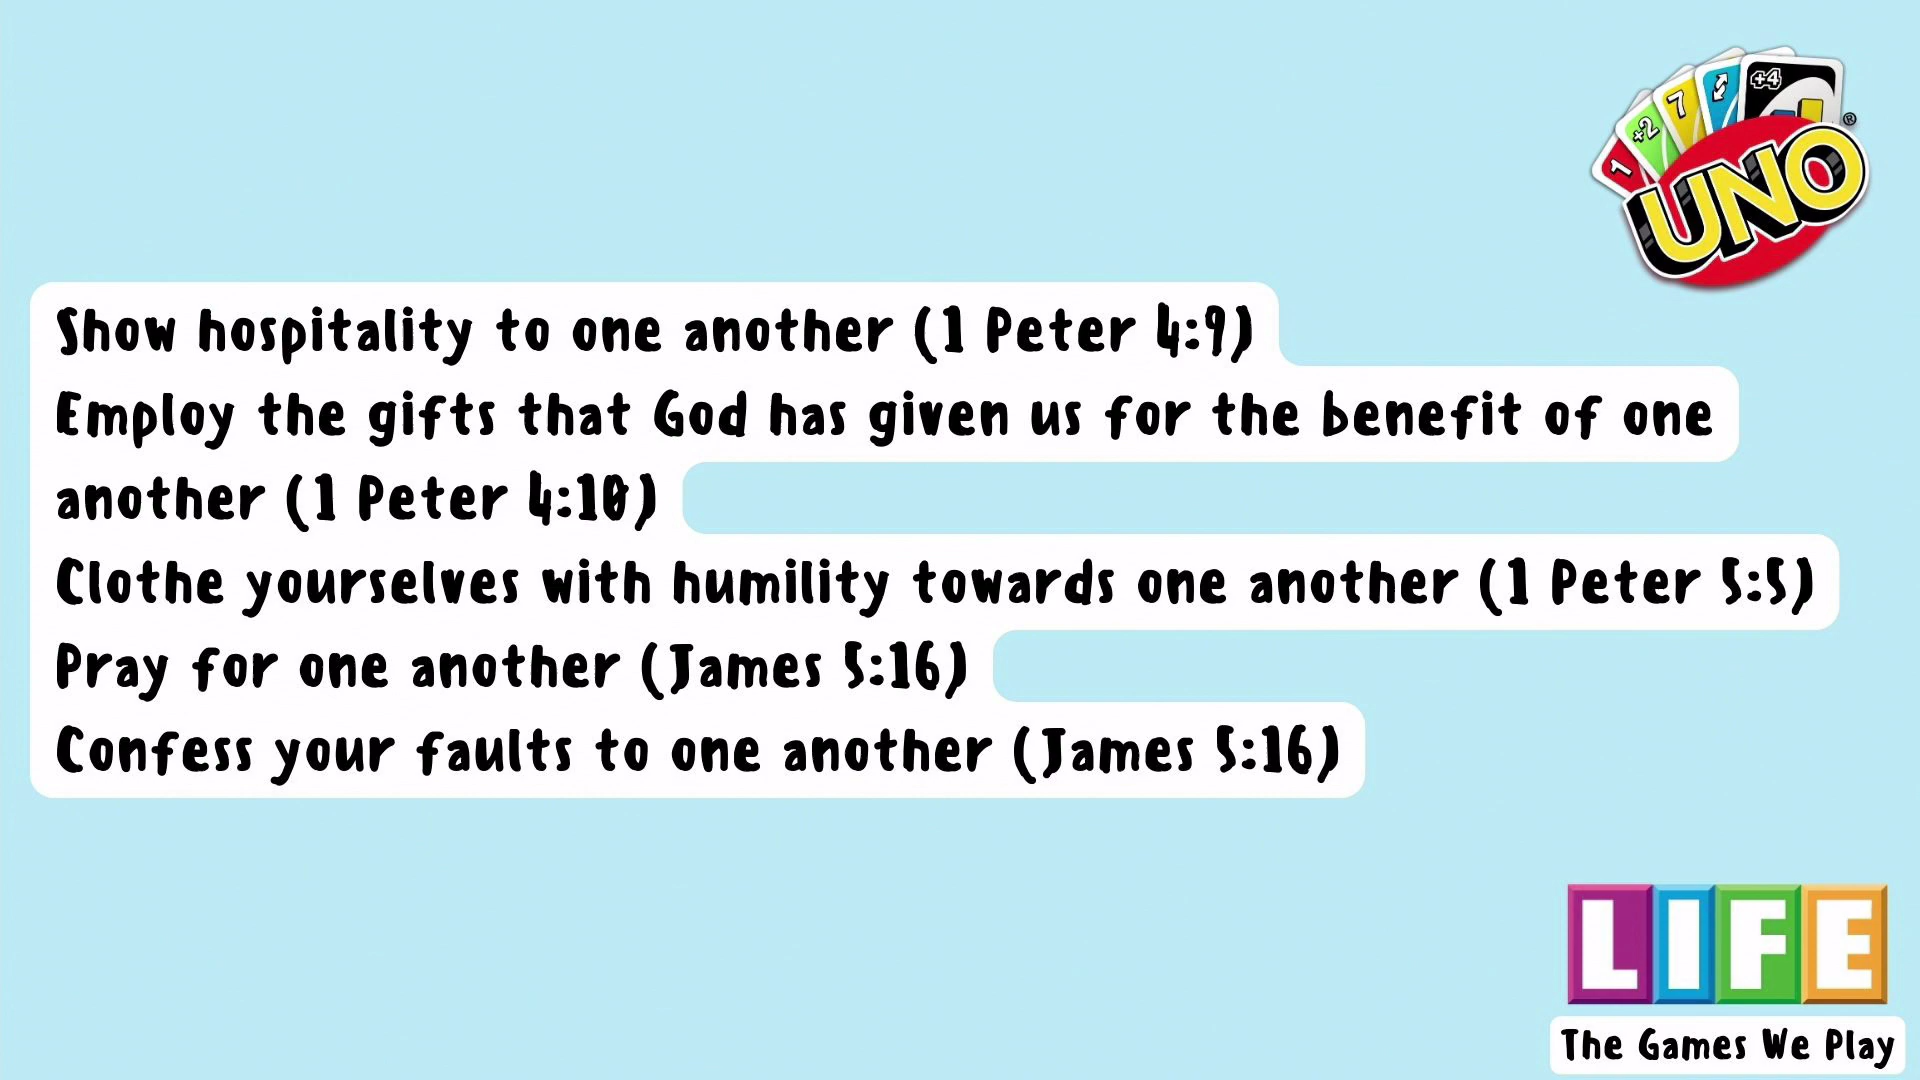 1
+2
7
+4
®
UNO
Show hospitality to one another (1 Peter 4:9)
Employ the gifts that God has given us for the benefit of one
another (1 Peter 4:10)
Clothe yourselves with humility towards one another (1 Peter 5:5)
Pray for one another (James 5:16)
Confess your faults to one another (James 5:16)
LIFE
The Games We Play